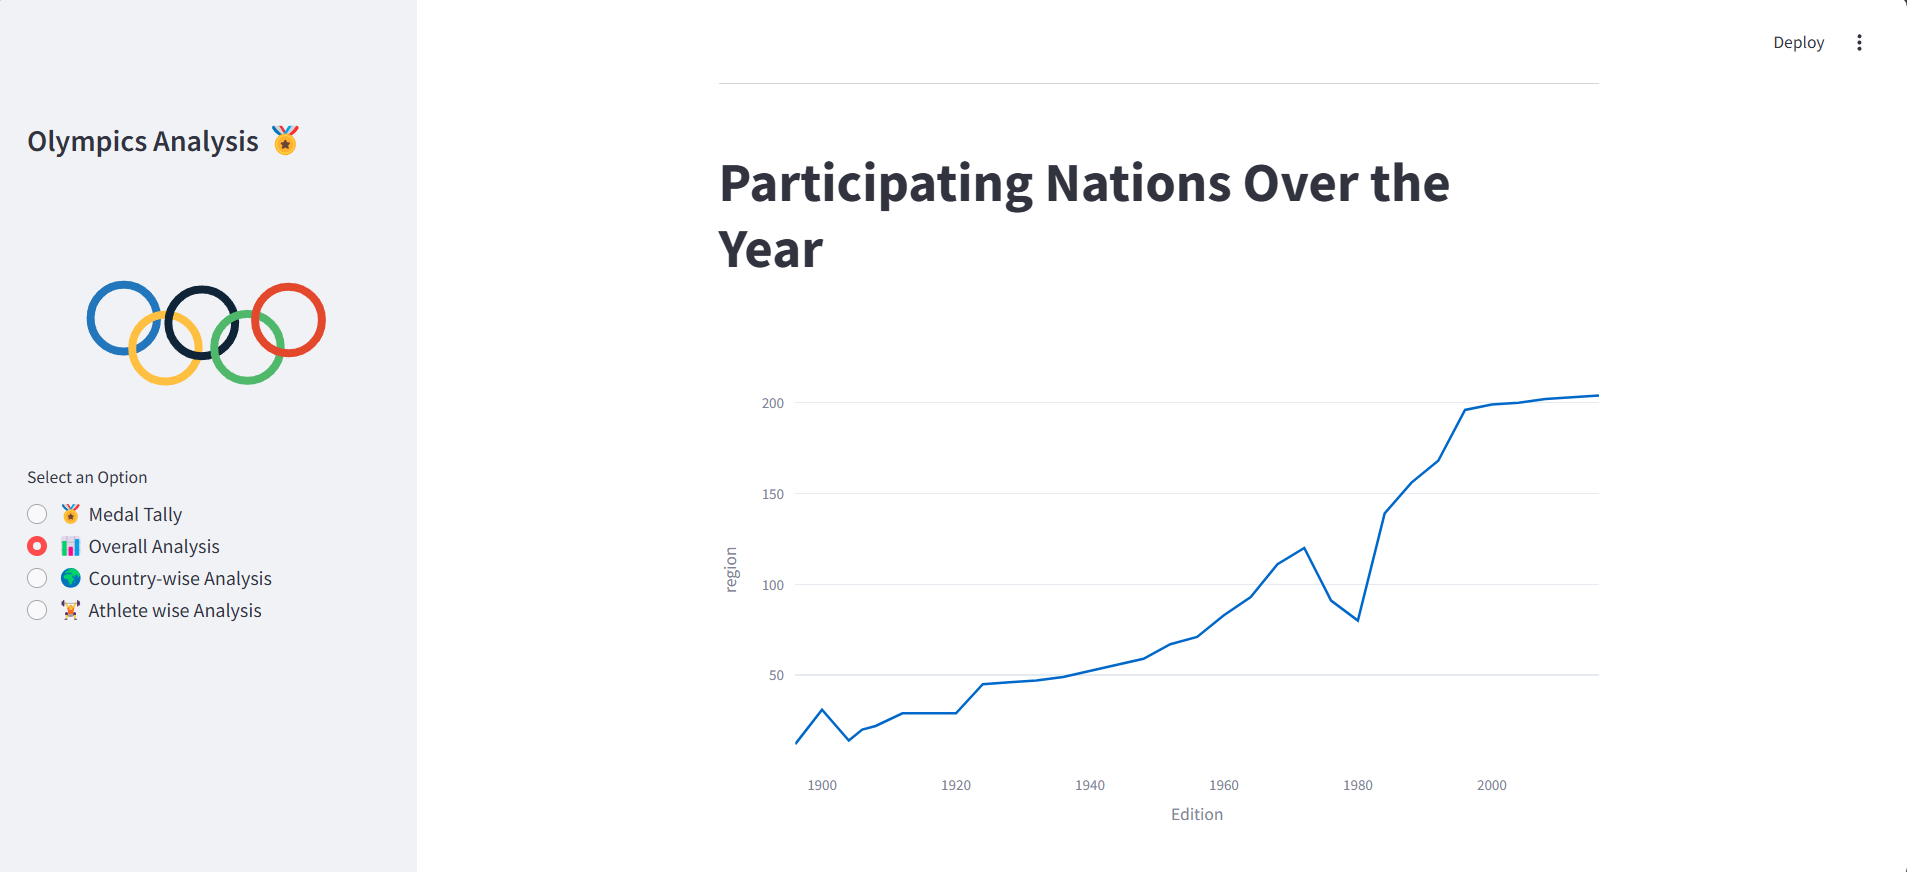 Deploy
Olympics Analysis
Select an Option
Medal Tally
Overall Analysis
Country-wise Analysis
Athlete wise Analysis
Participating Nations Over the
Year
200
150
100
50
region
1900 1920 1940 1960 1980 2000
Edition